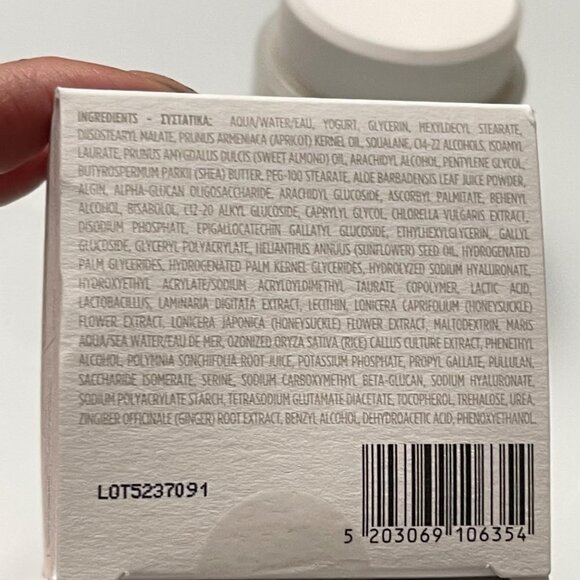 INGREDIENTS - ΣΥΣΤΑΤΙΚΑ: AQUA/WATER/EAU, YOGURT, GLYCERIN, HEXYLDECYL STEARATE,
DIISOSTEARYL MALATE, PRUNUS ARMENIACA (APRICOT) KERNEL OIL, SQUALANE, C14-22 ALCOHOLS, ISOAMYL
LAURATE, PRUNUS AMYGDALUS DULCIS (SWEET ALMOND) OIL, ARACHIDYL ALCOHOL, PENTYLENE GLYCOL,
BUTYROSPERMUM PARKII (SHEA) BUTTER, PEG-100 STEARATE, ALOE BARBADENSIS LEAF JUICE POWDER,
ALGIN, ALPHA-GLUCAN OLIGOSACCHARIDE, ARACHIDYL GLUCOSIDE, ASCORBYL PALMITATE, BEHENYL
ALCOHOL, BISABOLOL, C12-20 ALKYL GLUCOSIDE, CAPRYLYL GLYCOL, CHLORELLA VULGARIS EXTRACT,
DISODIUM PHOSPHATE, EPIGALLOCATECHIN GALLATYL GLUCOSIDE, ETHYLHEXYLGLYCERIN, GALLYL
GLUCOSIDE, GLYCERYL POLYACRYLATE, HELIANTHUS ANNUUS (SUNFLOWER) SEED OIL, HYDROGENATED
PALM GLYCERIDES, HYDROGENATED PALM KERNEL GLYCERIDES, HYDROLYZED SODIUM HYALURONATE,
HYDROXYETHYL ACRYLATE/SODIUM ACRYLOYLDIMETHYL TAURATE COPOLYMER, LACTIC ACID,
LACTOBACILLUS, LAMINARIA DIGITATA EXTRACT, LECITHIN, LONICERA CAPRIFOLIUM (HONEYSUCKLE)
FLOWER EXTRACT, LONICERA JAPONICA (HONEYSUCKLE) FLOWER EXTRACT, MALTODEXTRIN, MARIS
AQUA/SEA WATER/EAU DE MER, OZONIZED ORYZA SATIVA (RICE) CALLUS CULTURE EXTRACT, PHENETHYL
ALCOHOL, POLYMNIA SONCHIFOLIA ROOT JUICE, POTASSIUM PHOSPHATE, PROPYL GALLATE, PULLULAN,
SACCHARIDE ISOMERATE, SERINE, SODIUM CARBOXYMETHYL BETA-GLUCAN, SODIUM HYALURONATE,
SODIUM POLYACRYLATE STARCH, TETRASODIUM GLUTAMATE DIACETATE, TOCOPHEROL, TREHALOSE, UREA,
ZINGIBER OFFICINALE (GINGER) ROOT EXTRACT, BENZYL ALCOHOL, DEHYDROACETIC ACID, PHENOXYETHANOL.
LOT5237091
5 203069 106354